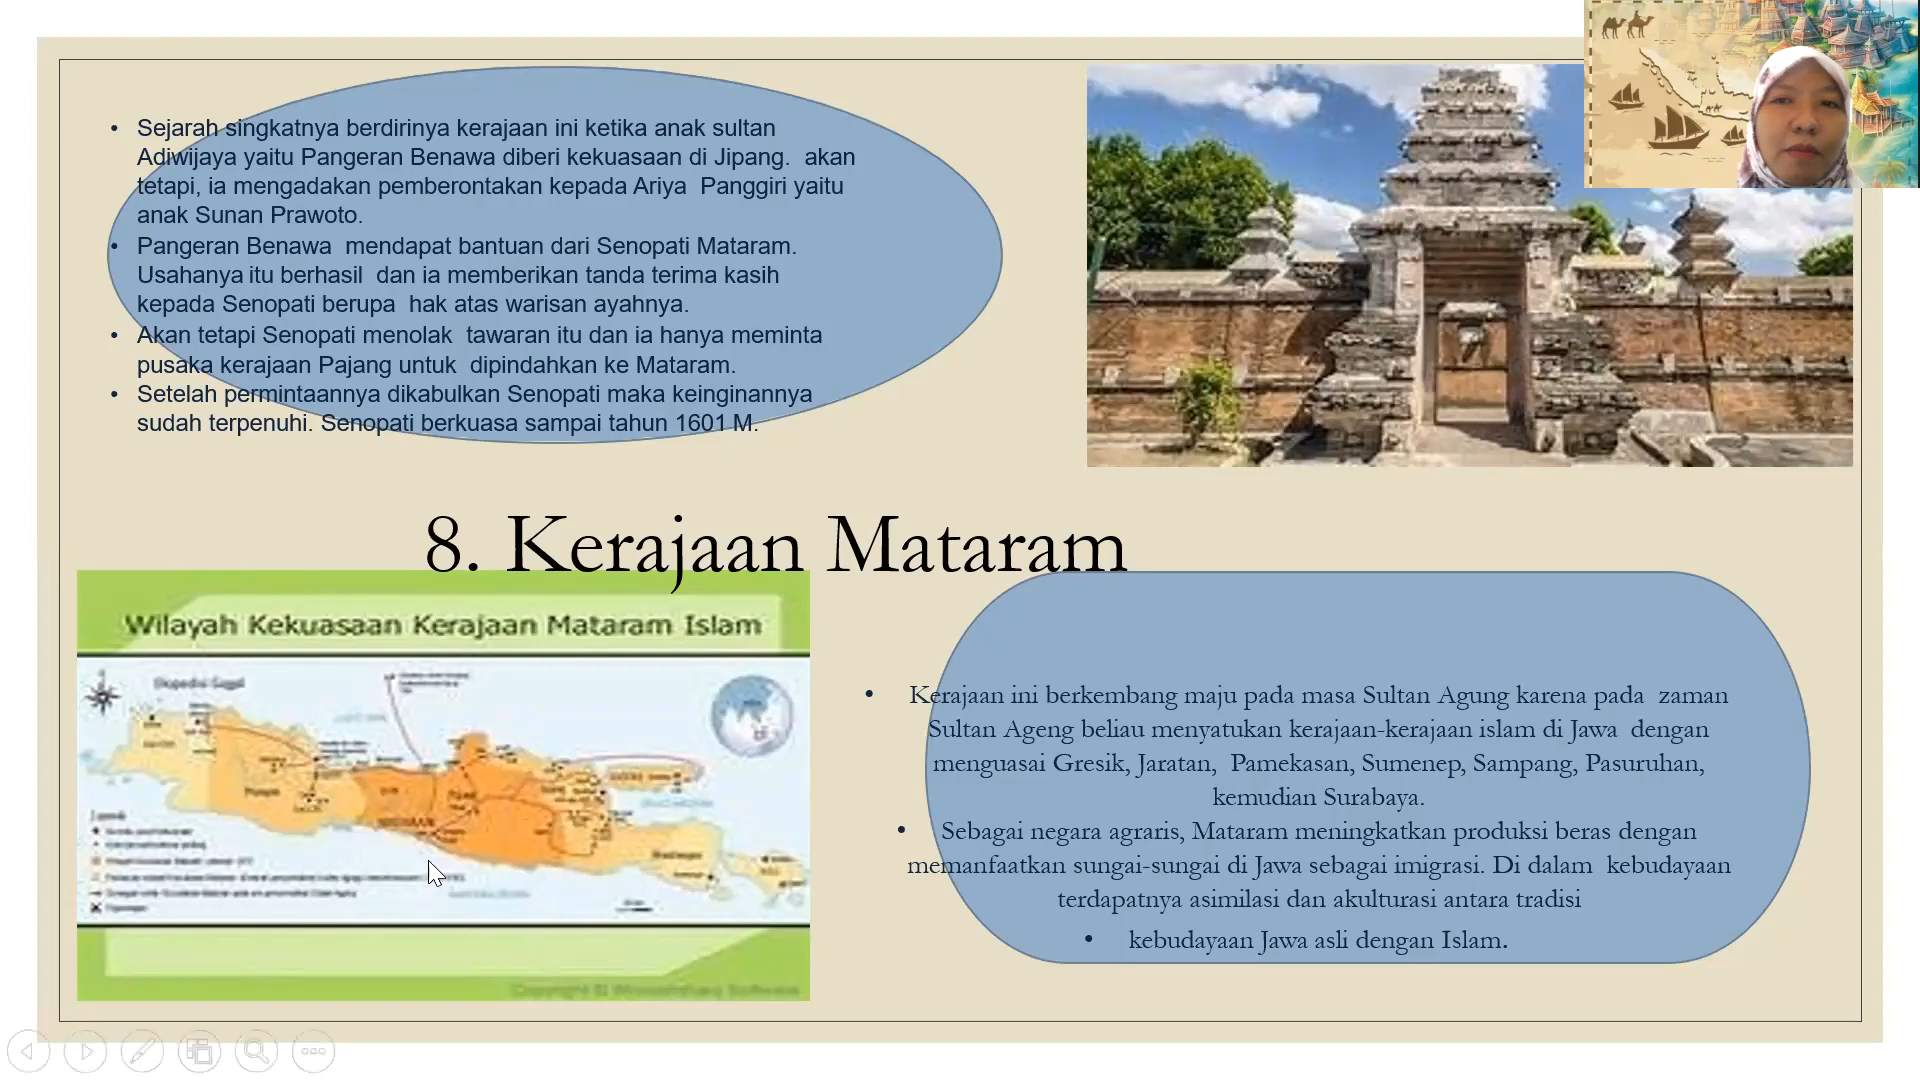 • Sejarah singkatnya berdirinya kerajaan ini ketika anak sultan
Adiwijaya yaitu Pangeran Benawa diberi kekuasaan di Jipang. akan
tetapi, ia mengadakan pemberontakan kepada Ariya Panggiri yaitu
anak Sunan Prawoto.
• Pangeran Benawa mendapat bantuan dari Senopati Mataram.
Usahanya itu berhasil dan ia memberikan tanda terima kasih
kepada Senopati berupa hak atas warisan ayahnya.
• Akan tetapi Senopati menolak tawaran itu dan ia hanya meminta
pusaka kerajaan Pajang untuk dipindahkan ke Mataram.
• Setelah permintaannya dikabulkan Senopati maka keinginannya
sudah terpenuhi. Senopati berkuasa sampai tahun 1601 M.
8. Kerajaan Mataram
Wilayah Kekuasaan Kerajaan Mataram Islam
• Kerajaan ini berkembang maju pada masa Sultan Agung karena pada zaman
Sultan Ageng beliau menyatukan kerajaan-kerajaan islam di Jawa dengan
menguasai Gresik, Jaratan, Pamekasan, Sumenep, Sampang, Pasuruhan,
kemudian Surabaya.
• Sebagai negara agraris, Mataram meningkatkan produksi beras dengan
memanfaatkan sungai-sungai di Jawa sebagai imigrasi. Di dalam kebudayaan
terdapatnya asimilasi dan akulturasi antara tradisi
• kebudayaan Jawa asli dengan Islam.